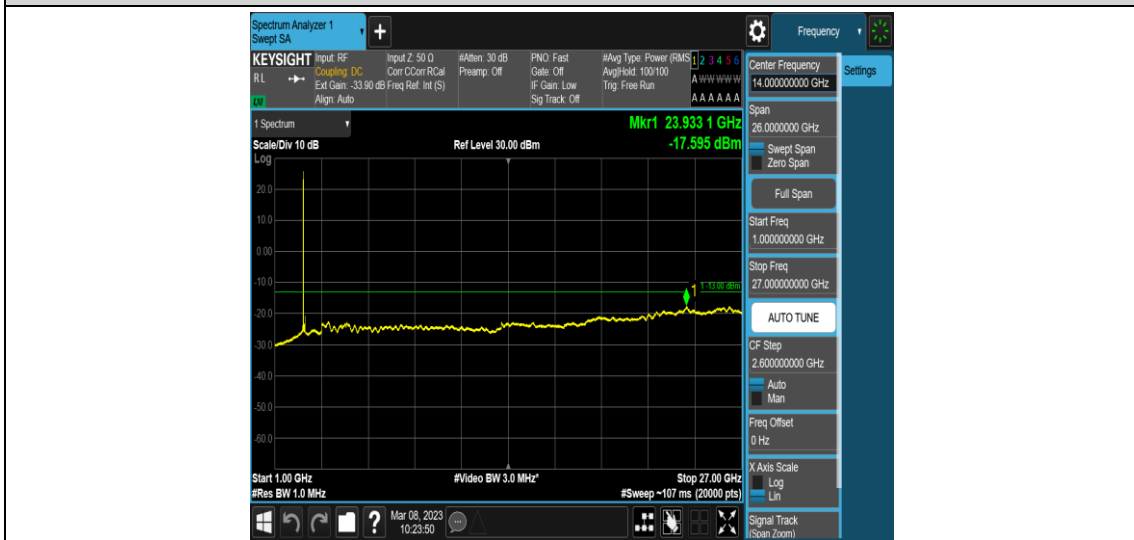 Spectrum Analyzer 1
Swept SA
+
Frequency
KEYSIGHT
RL
LXI
Input: RF
Coupling: DC
Ext Gain: -33.90 dB
Align: Auto
Input Z: 50 Ω
Corr CCorr RCal
Freq Ref: Int (S)
#Atten: 30 dB
Preamp: Off
PNO: Fast
Gate: Off
IF Gain: Low
Sig Track: Off
#Avg Type: Power (RMS
Avg|Hold: 100/100
Trig: Free Run
1 2 3 4 5 6
A W W W W W
A A A A A A
Center Frequency
14.000000000 GHz
Settings
1 Spectrum
Mkr1 23.933 1 GHz
Scale/Div 10 dB
Ref Level 30.00 dBm
-17.595 dBm
Log
20.0
10.0
0.00
-10.0
-20.0
-30.0
-40.0
-50.0
-60.0
1
1 -13.00 dBm
Start 1.00 GHz
#Video BW 3.0 MHz*
Stop 27.00 GHz
#Res BW 1.0 MHz
#Sweep ~107 ms (20000 pts)
Span
26.0000000 GHz
Swept Span
Zero Span
Full Span
Start Freq
1.000000000 GHz
Stop Freq
27.000000000 GHz
AUTO TUNE
CF Step
2.600000000 GHz
Auto
Man
Freq Offset
0 Hz
X Axis Scale
Log
Lin
Signal Track
(Span Zoom)
?
Mar 08, 2023
10:23:50